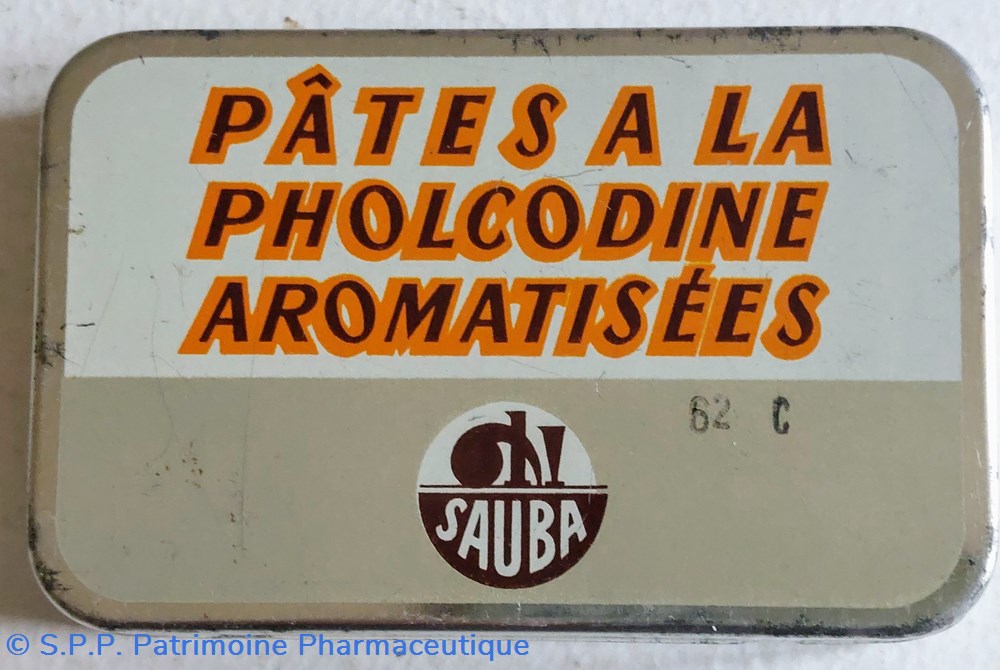 PÂTES A LA
PHOLCODINE
AROMATISÉES
62 C
SAUBA
© S.P.P. Patrimoine Pharmaceutique